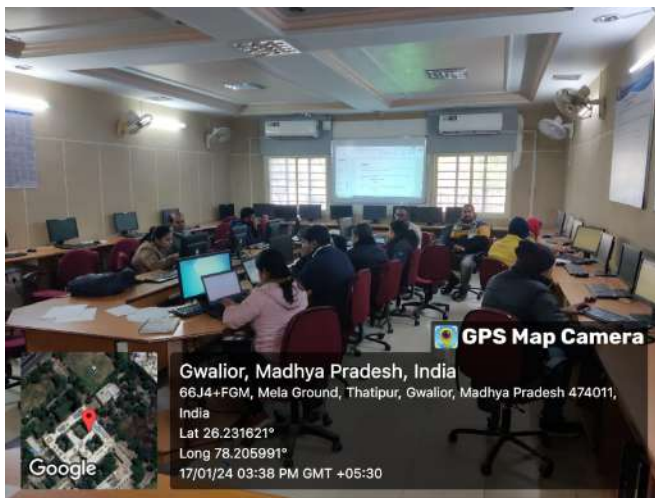 GPS Map Camera
Gwalior, Madhya Pradesh, India
66J4+FGM, Mela Ground, Thatipur, Gwalior, Madhya Pradesh 474011,
India
Lat 26.231621°
Long 78.205991°
17/01/24 03:38 PM GMT +05:30
Google